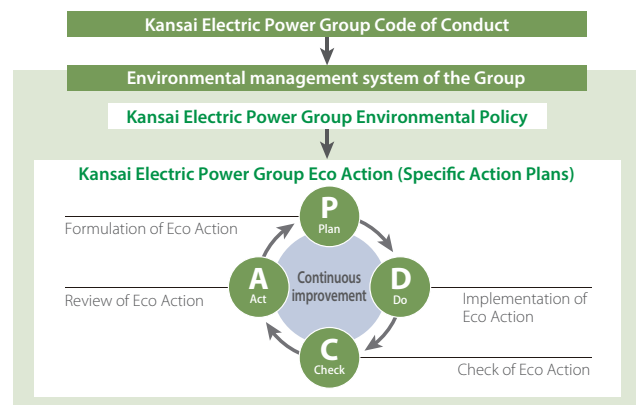 Kansai Electric Power Group Code of Conduct
Environmental management system of the Group
Kansai Electric Power Group Environmental Policy
Kansai Electric Power Group Eco Action (Specific Action Plans)
P
Plan
Formulation of Eco Action
A
Act
Continuous
improvement
D
Do
Review of Eco Action
Implementation of
Eco Action
C
Check
Check of Eco Action